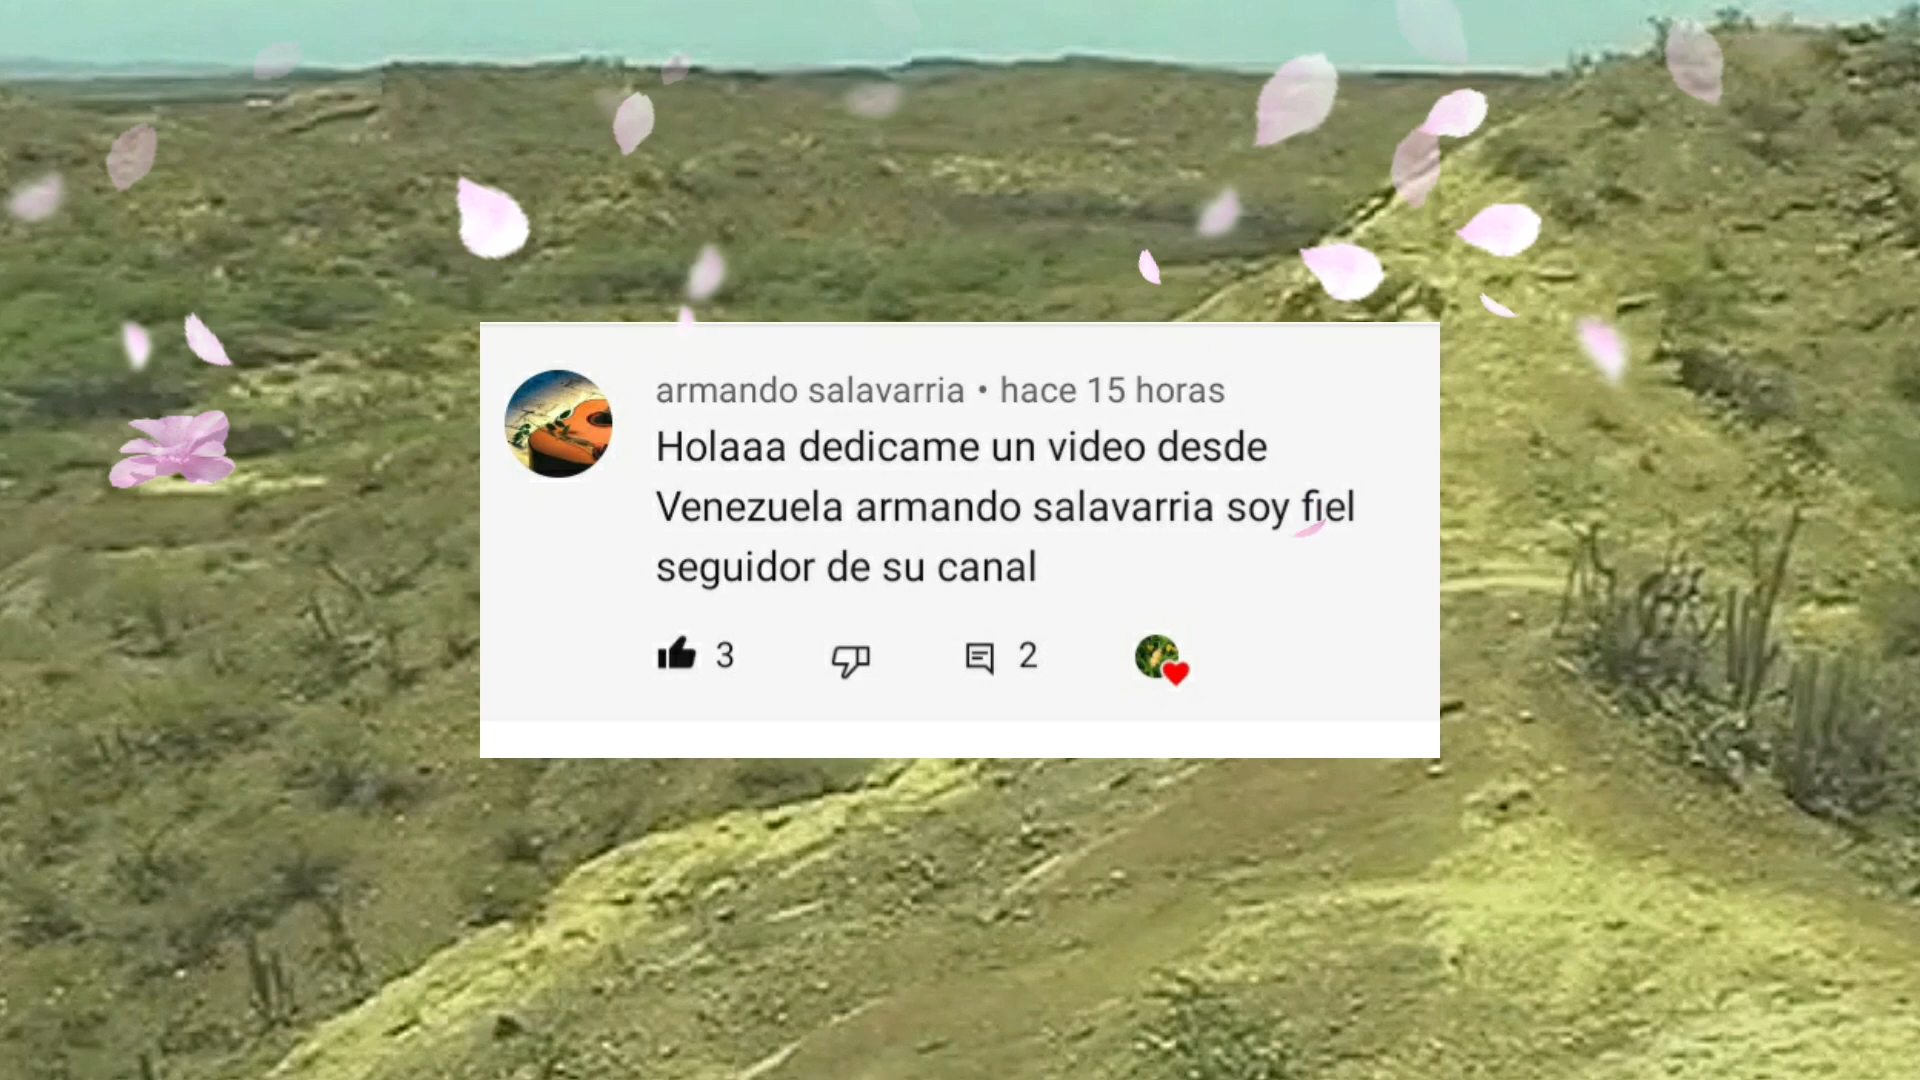 armando salavarria • hace 15 horas
Holaaa dedicame un video desde
Venezuela armando salavarria soy fiel
seguidor de su canal
3
2